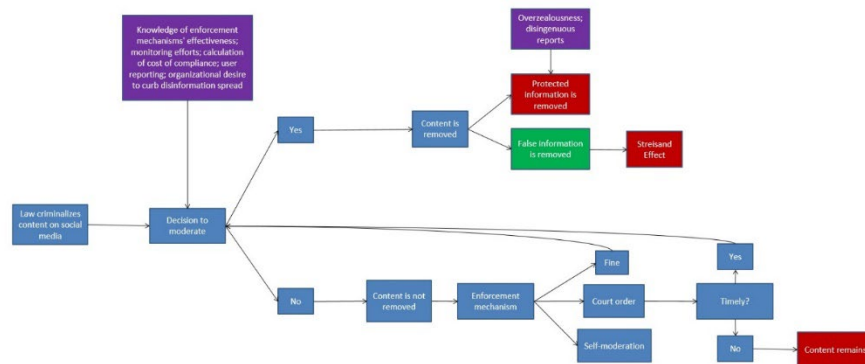 Knowledge of enforcement
mechanisms' effectiveness;
monitoring efforts; calculation
of cost of compliance; user
reporting; organizational desire
to curb disinformation spread
Overzealousness;
disingenuous
reports
Yes
Content is
removed
Protected
information is
removed
False information
is removed
Streisand
Effect
Law criminalizes
content on social
media
Decision to
moderate
No
Content is not
removed
Enforcement
mechanism
Fine
Court order
Self-moderation
Yes
Timely?
No
Content remains